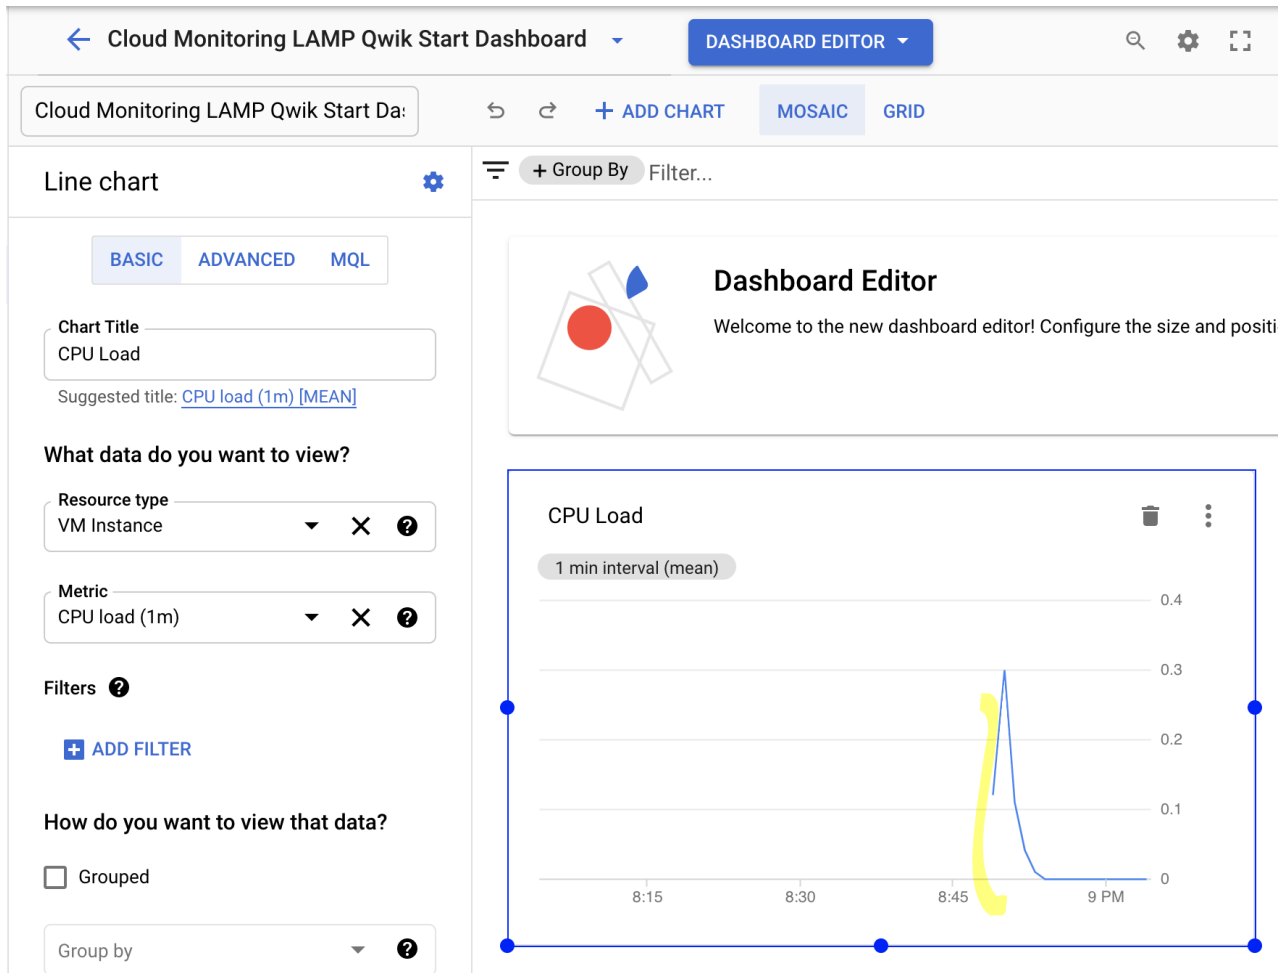 Cloud Monitoring LAMP Qwik Start Dashboard
DASHBOARD EDITOR
Cloud Monitoring LAMP Qwik Start Da
ADD CHART
MOSAIC
GRID
Line chart
+ Group By
Filter...
BASIC
ADVANCED
MQL
Chart Title
CPU Load
Suggested title: CPU load (1m) [MEAN]
What data do you want to view?
Resource type
VM Instance
Metric
CPU load (1m)
Filters
ADD FILTER
How do you want to view that data?
Grouped
Group by
Dashboard Editor
Welcome to the new dashboard editor! Configure the size and positi
CPU Load
1 min interval (mean)
0.4
0.3
0.2
0.1
0
8:15
8:30
8:45
9 PM